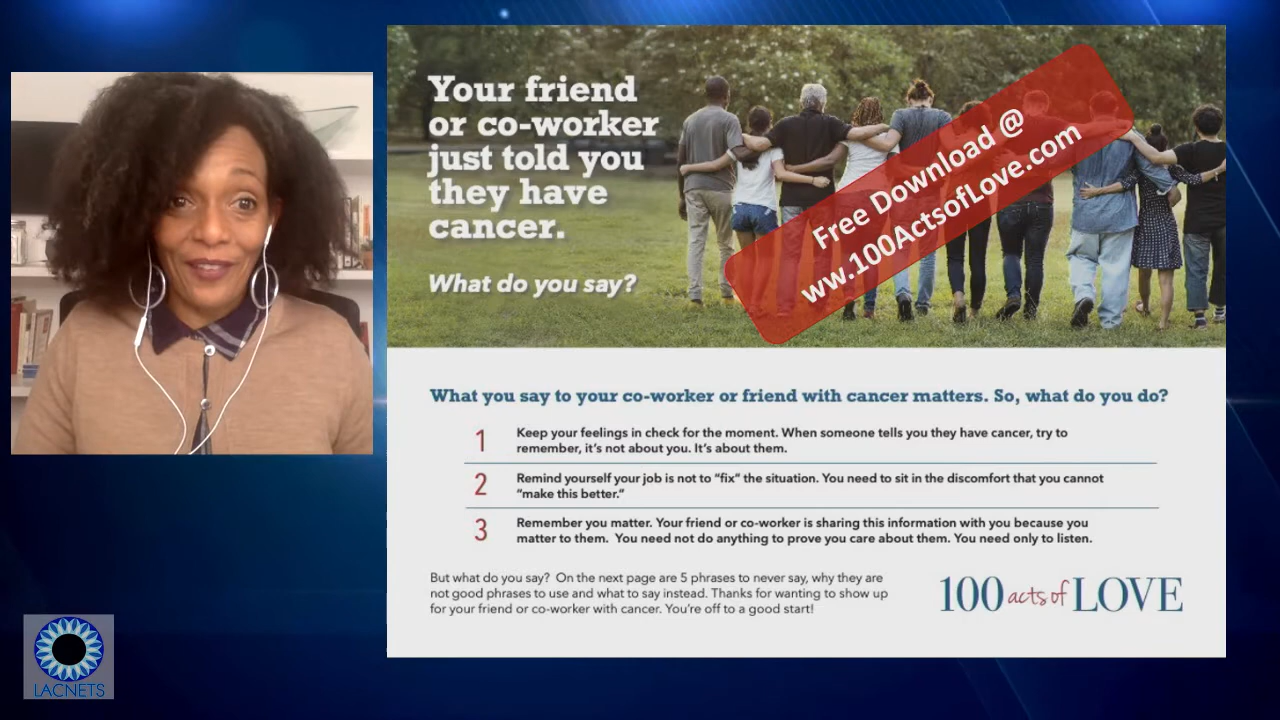 Your friend
or co-worker
just told you
they have
cancer.
What do you say?
Free Download @
ww.100ActsofLove.com
What you say to your co-worker or friend with cancer matters. So, what do you do?
1
Keep your feelings in check for the moment. When someone tells you they have cancer, try to
remember, it's not about you. It's about them.
2
Remind yourself your job is not to "fix" the situation. You need to sit in the discomfort that you cannot
"make this better."
3
Remember you matter. Your friend or co-worker is sharing this information with you because you
matter to them. You need not do anything to prove you care about them. You need only to listen.
But what do you say? On the next page are 5 phrases to never say, why they are
not good phrases to use and what to say instead. Thanks for wanting to show up
for your friend or co-worker with cancer. You're off to a good start!
100 acts of LOVE
LACNETS